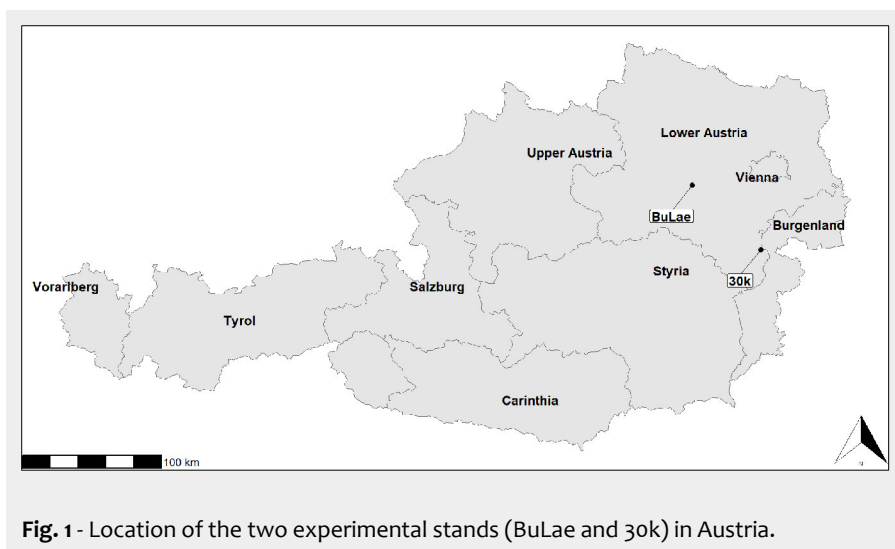 Lower Austria
Upper Austria
Vienna
BuLae
Burgenland
Styria
30k
Vorarlberg
Salzburg
Tyrol
Carinthia
100 km
N
Fig. 1 - Location of the two experimental stands (BuLae and 30k) in Austria.